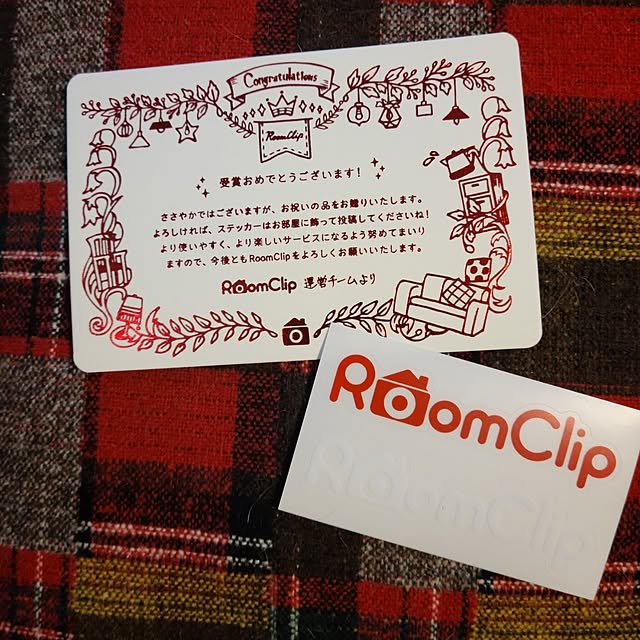 Congratulations
RoomClip
受賞おめでとうございます!
ささやかではございますが、お祝いの品をお贈りいたします。
よろしければ、ステッカーはお部屋に飾って投稿してくださいね!
より使いやすく、より楽しいサービスになるよう努めてまいり
ますので、今後ともRoomClipをよろしくお願いいたします。
RoomClip 運営チームより
RoomClip
RoomClip